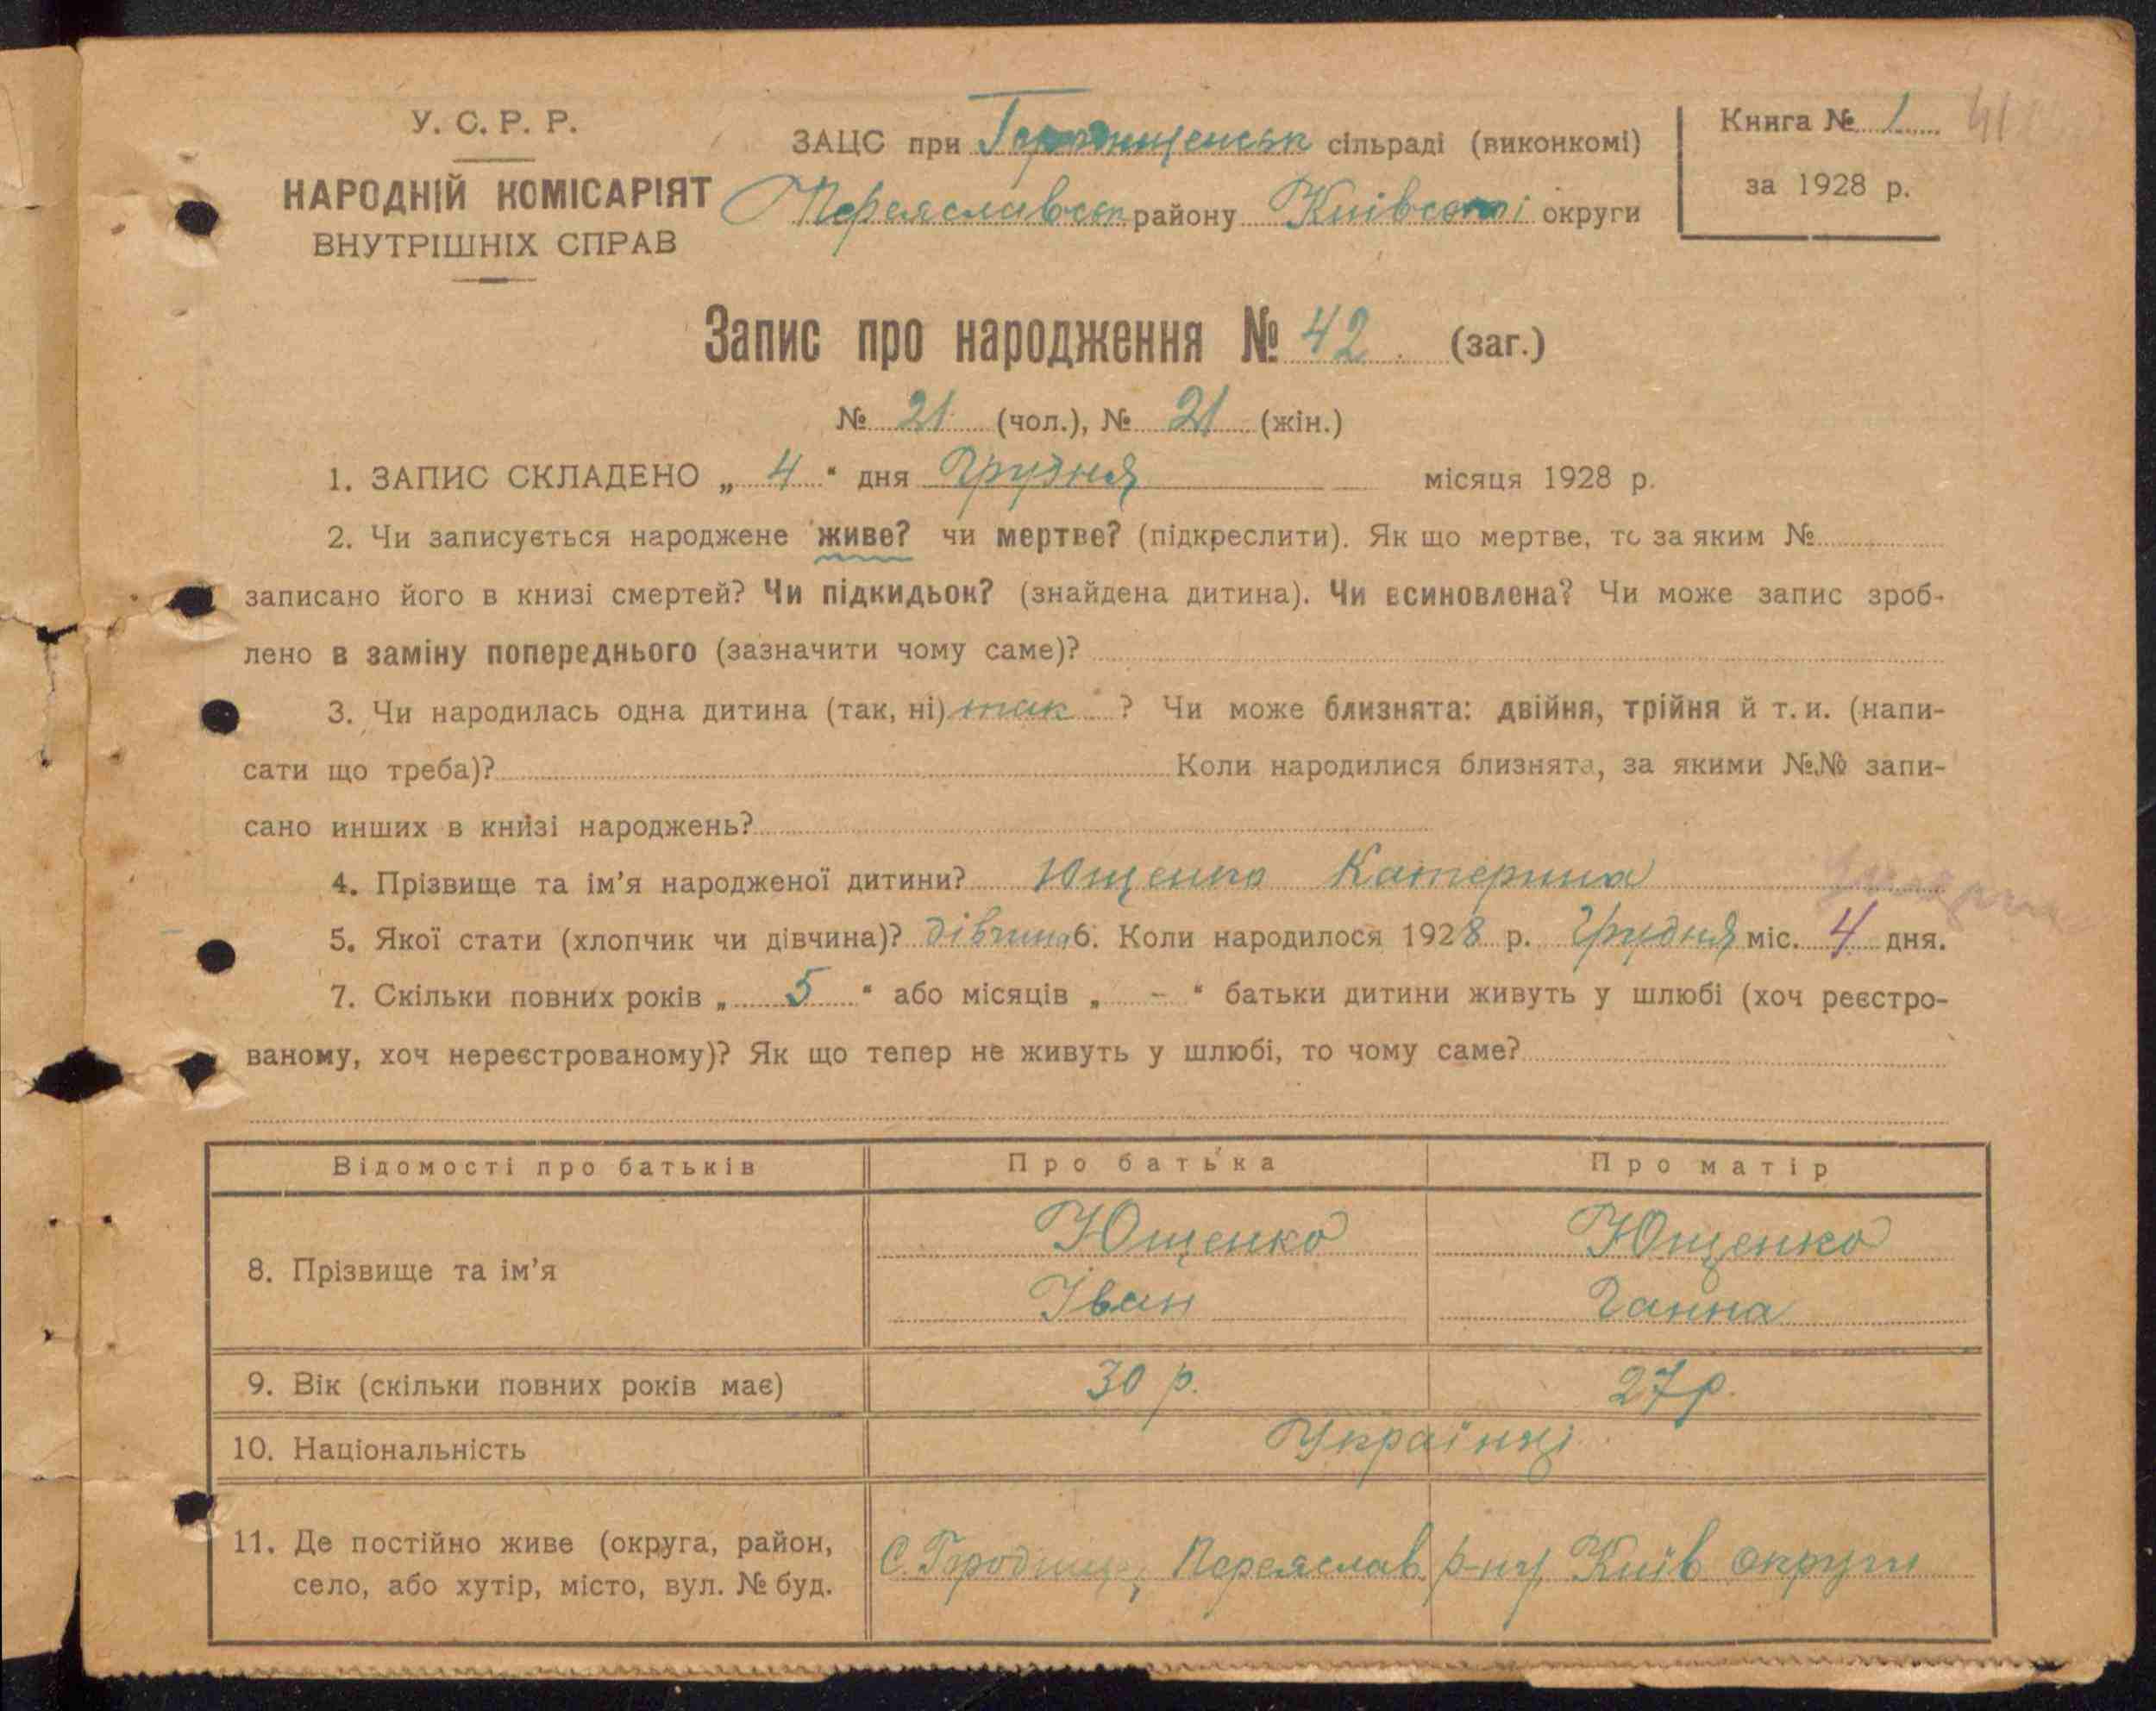 У. С. Р. Р.
НАРОДНІЙ КОМІСАРІЯТ
ВНУТРІШНІХ СПРАВ
ЗАЦС при Городищенськ сільраді (виконкомі)
Переяславськ району Київської округи
Книга № 1
41
за 1928 р.
Запис про народження № 42 (заг.)
№ 21 (чол.), № 21 (жін.)
1. ЗАПИС СКЛАДЕНО „ 4 “ дня Грудня місяця 1928 р.
2. Чи записується народжене живе? чи мертве? (підкреслити). Як що мертве, то за яким №
записано його в книзі смертей? Чи підкидьок? (знайдена дитина). Чи всиновлена? Чи може запис зроб-
лено в заміну попереднього (зазначити чому саме)?
3. Чи народилась одна дитина (так, ні) так ? Чи може близнята: двійня, трійня й т. и. (напи-
сати що треба)? Коли народилися близнята, за якими №№ запи-
сано инших в книзі народжень?
4. Прізвище та ім’я народженої дитини? Ющенко Катерина
5. Якої стати (хлопчик чи дівчина)? дівчина 6. Коли народилося 1928 р. Грудня міс. 4 дня.
7. Скільки повних років „ 5 “ або місяців „ - “ батьки дитини живуть у шлюбі (хоч реєстро-
ваному, хоч нереєстрованому)? Як що тепер не живуть у шлюбі, то чому саме?
Відомості про батьків Про батька Про матір
8. Прізвище та ім’я
Ющенко
Іван
Ющенко
Ганна
9. Вік (скільки повних років має) 30 р. 27 р.
10. Національність Українці
11. Де постійно живе (округа, район,
село, або хутір, місто, вул. № буд.
С. Городище, Переяслав. р-ну, Київ округи